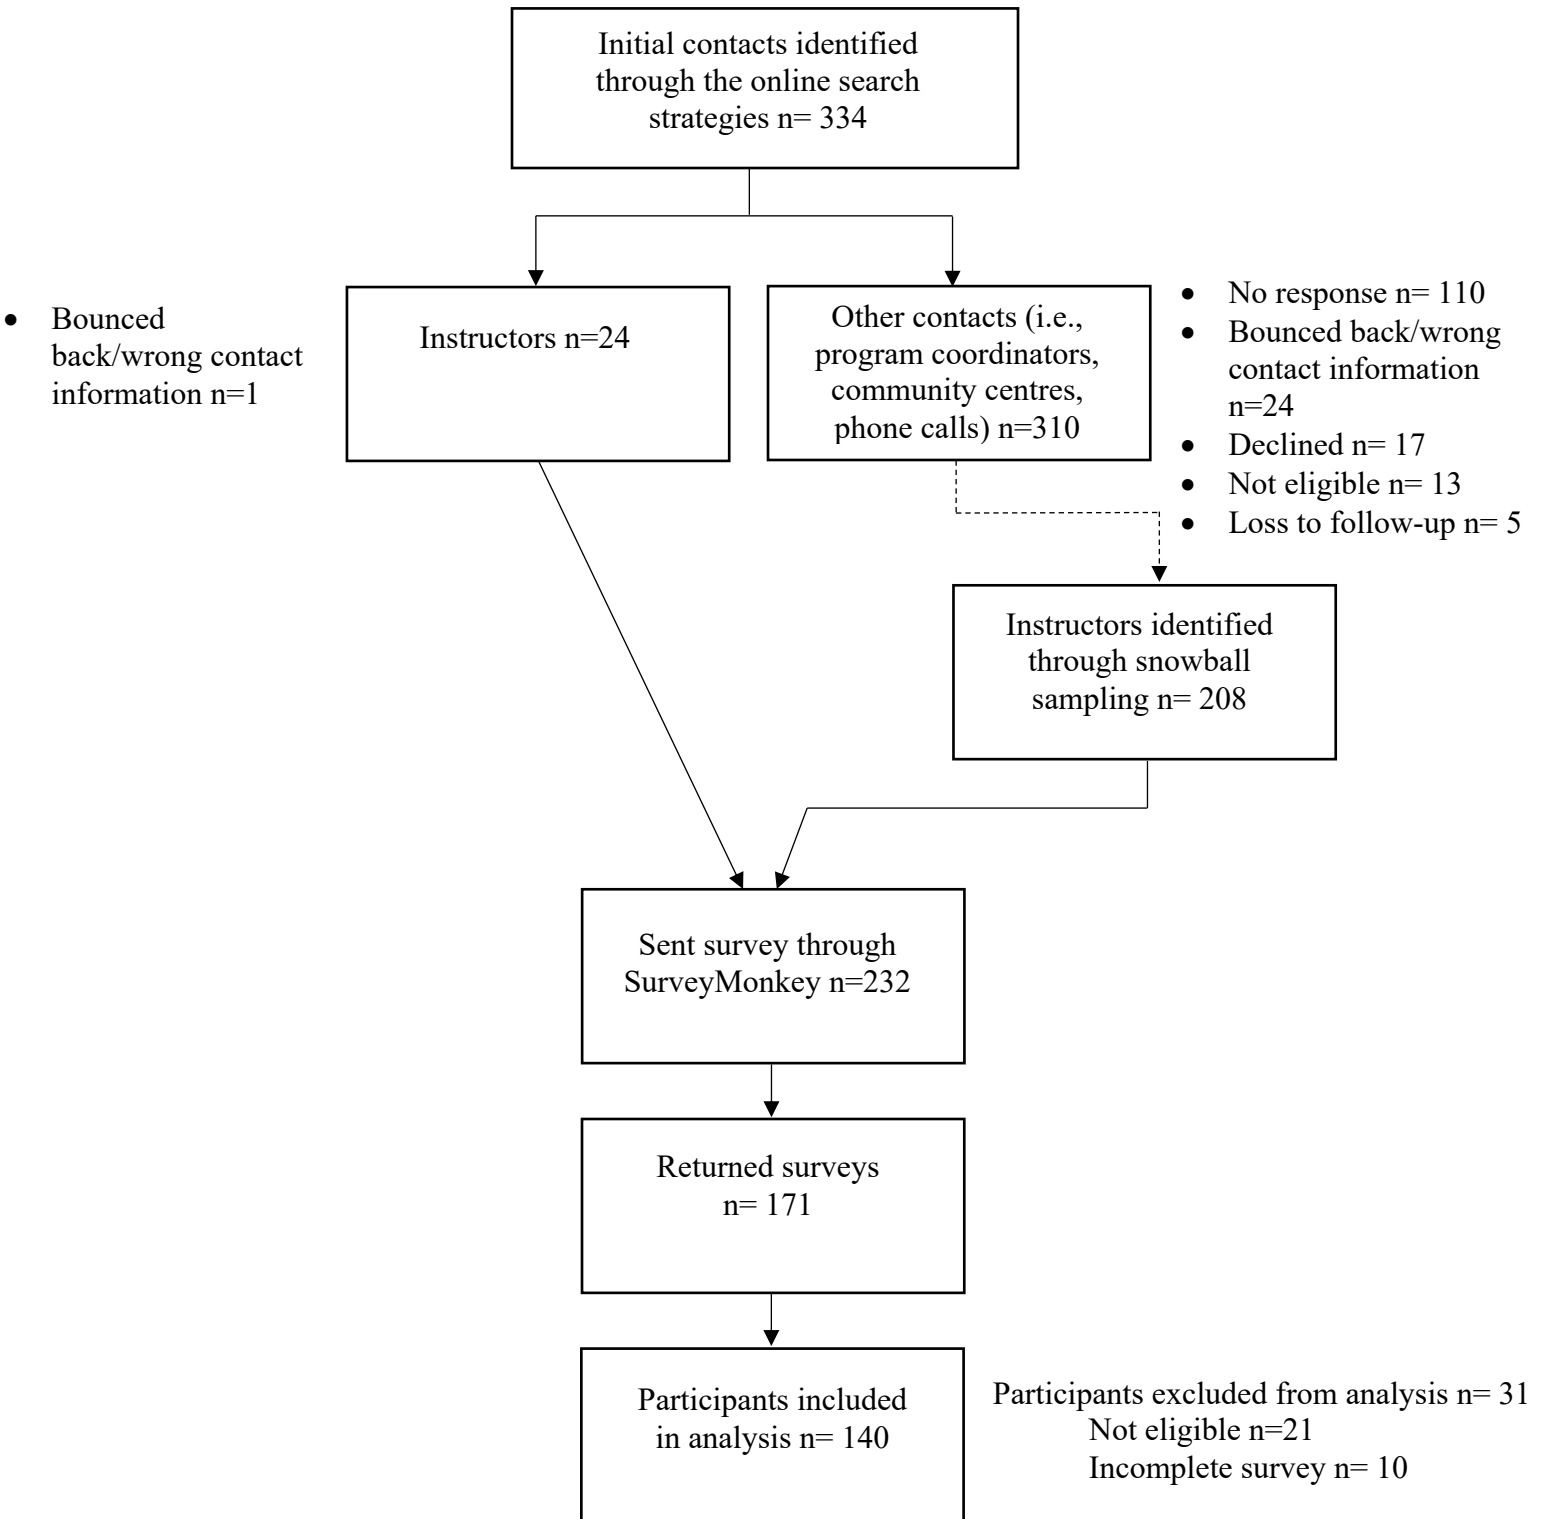 Initial contacts identified
through the online search
strategies n= 334
• Bounced
back/wrong contact
information n=1
Instructors n=24
Other contacts (i.e.,
program coordinators,
community centres,
phone calls) n=310
• No response n= 110
• Bounced back/wrong
contact information
n=24
• Declined n= 17
• Not eligible n= 13
• Loss to follow-up n= 5
Instructors identified
through snowball
sampling n= 208
Sent survey through
SurveyMonkey n=232
Returned surveys
n= 171
Participants included
in analysis n= 140
Participants excluded from analysis n= 31
Not eligible n=21
Incomplete survey n= 10